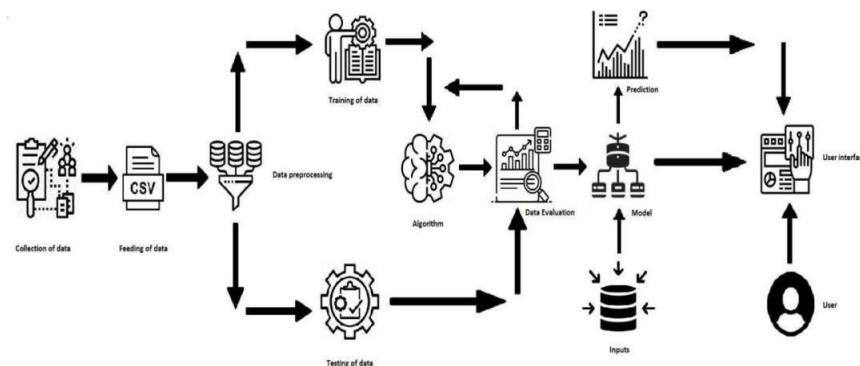 Training of data
Prediction
CSV
Data preprocessing
User interfa
Collection of data
Feeding of data
Algorithm
Data Evaluation
Model
User
Testing of data
Inputs